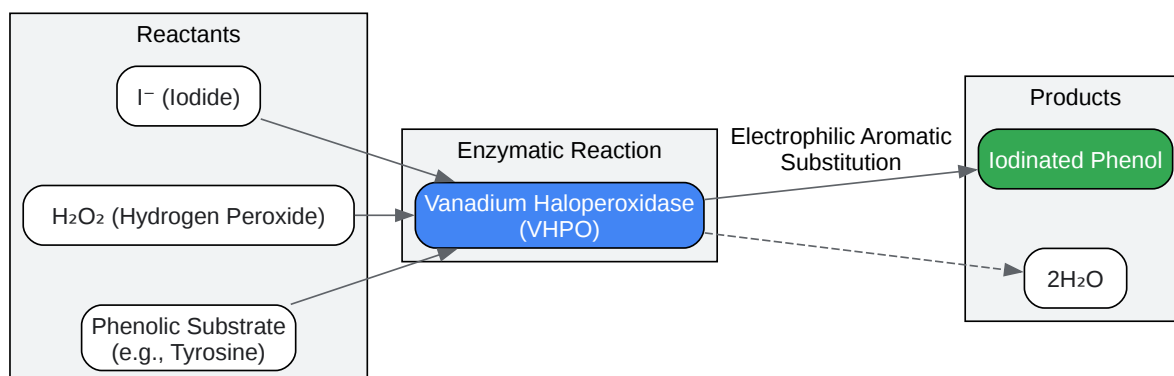 Reactants
I⁻ (Iodide)
H₂O₂ (Hydrogen Peroxide)
Phenolic Substrate
(e.g., Tyrosine)
Enzymatic Reaction
Vanadium Haloperoxidase
(VHPO)
Electrophilic Aromatic
Substitution
Products
Iodinated Phenol
2H₂O